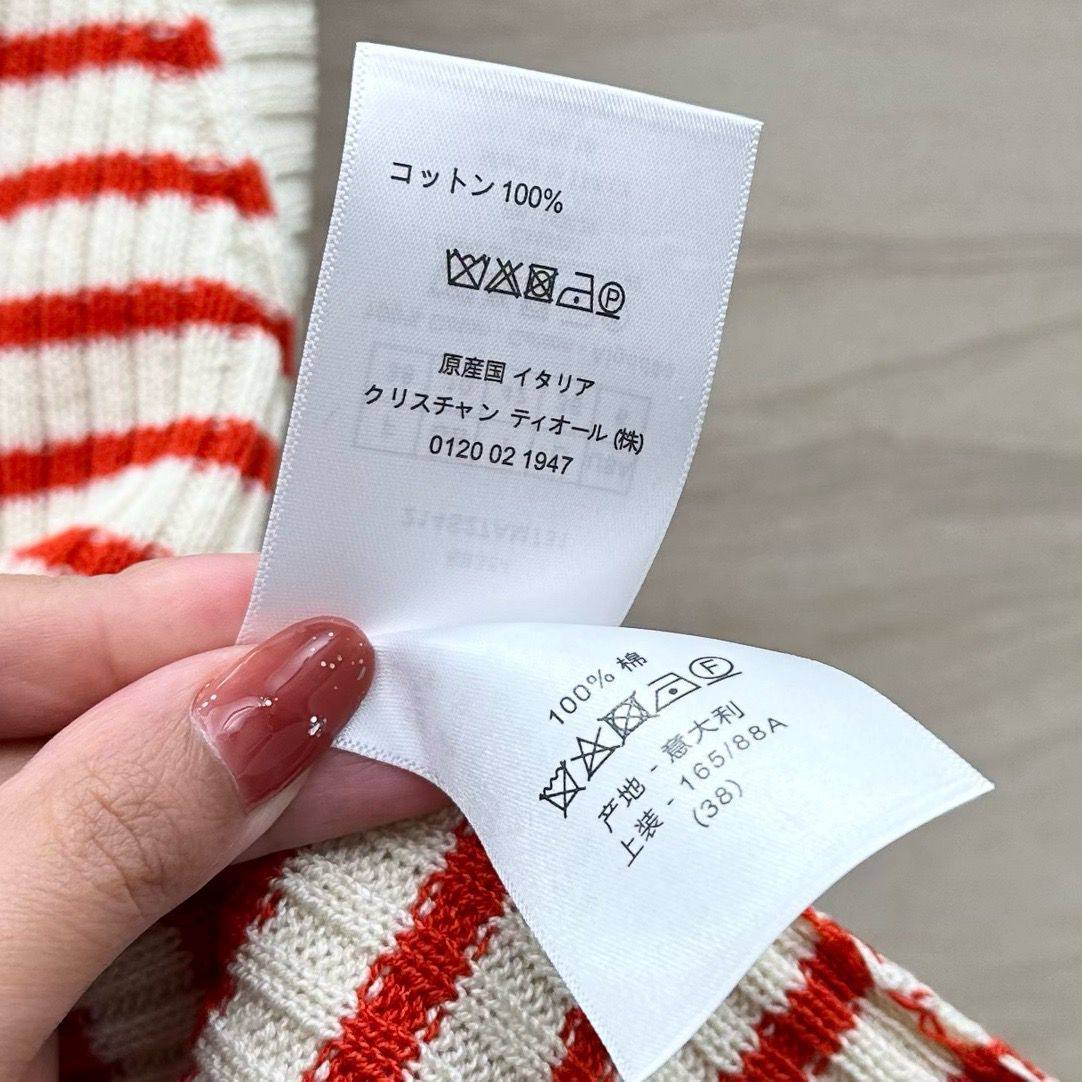 コットン 100%
P
原産国 イタリア
クリスチャン ディオール (株)
0120 02 1947
100% 棉
F
产地 - 意大利
上装 - 165/88A
(38)